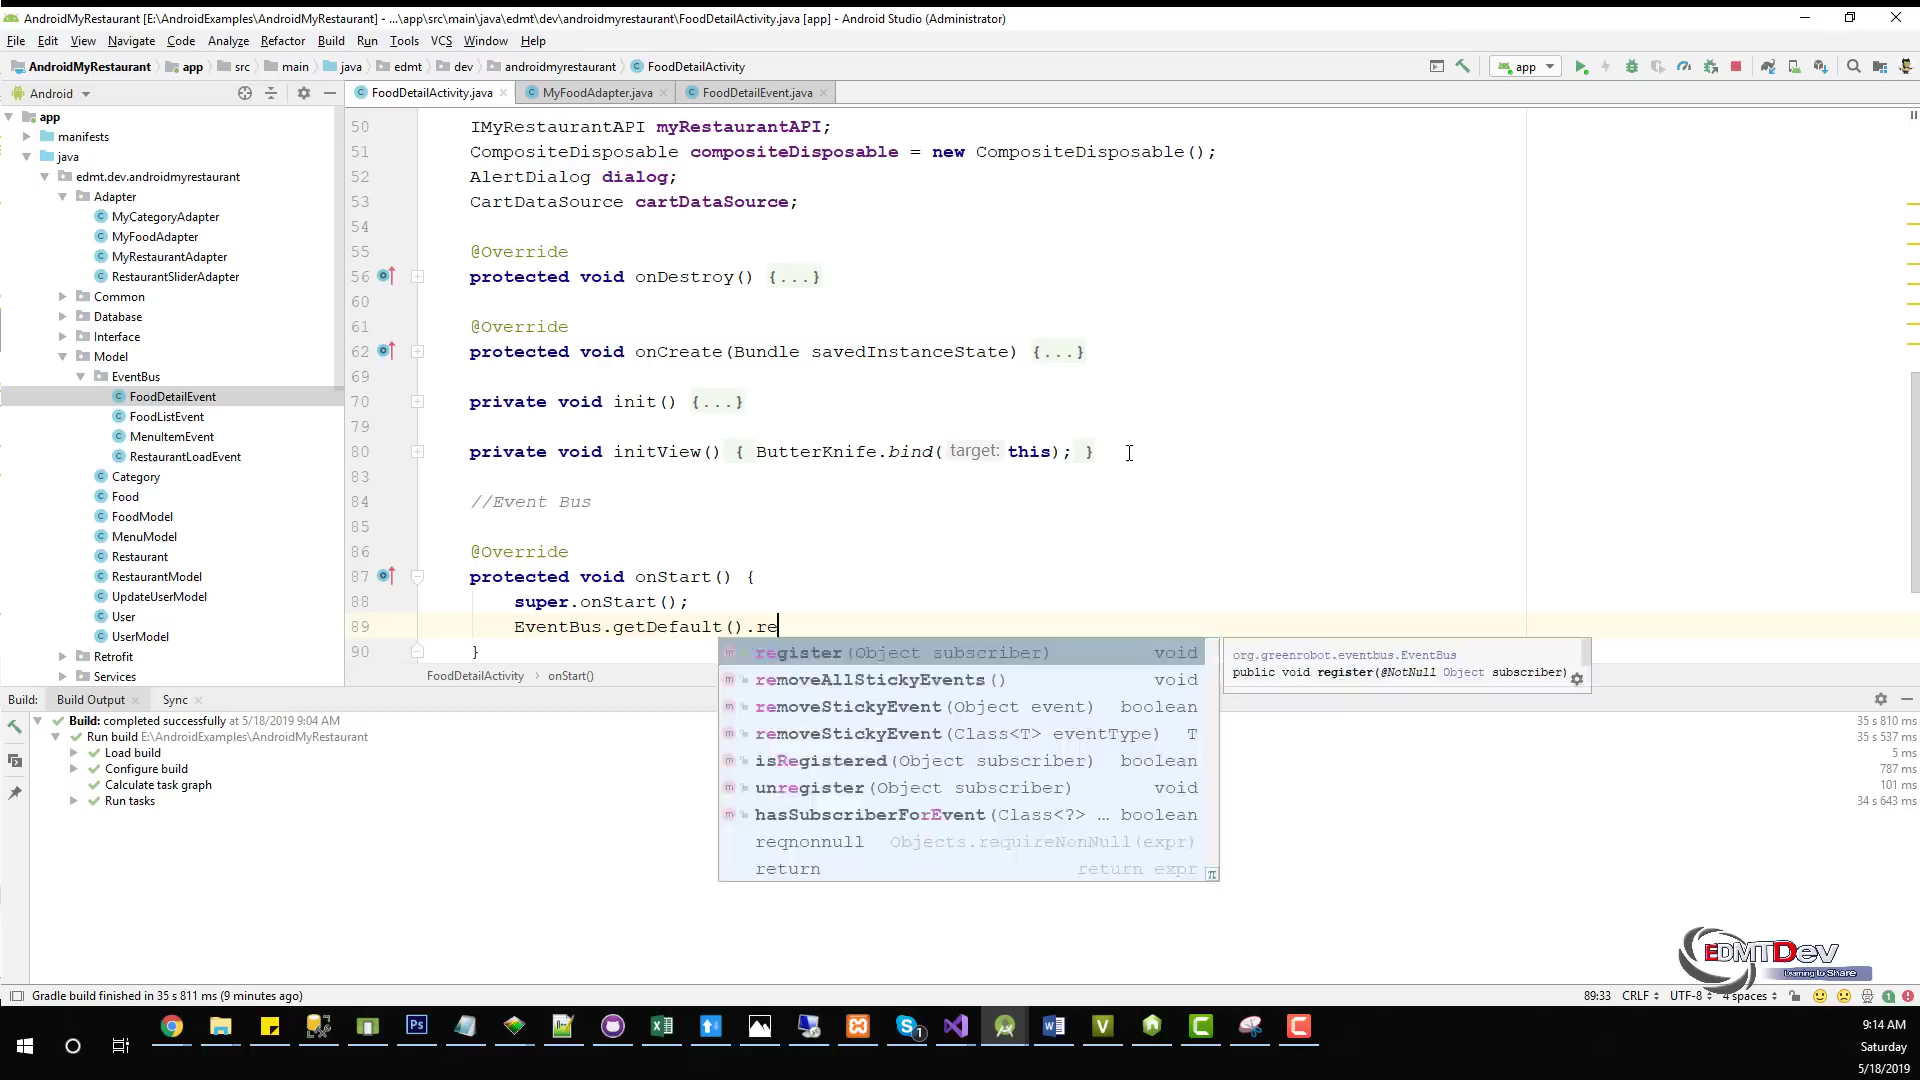 AndroidMyRestaurant [E:\AndroidExamples\AndroidMyRestaurant] - ...\app\src\main\java\edmt\dev\androidmyrestaurant\FoodDetailActivity.java [app] - Android Studio (Administrator)
File Edit View Navigate Code Analyze Refactor Build Run Tools VCS Window Help
AndroidMyRestaurant app src main java edmt dev androidmyrestaurant FoodDetailActivity app
Android FoodDetailActivity.java MyFoodAdapter.java FoodDetailEvent.java
app
manifests
java
edmt.dev.androidmyrestaurant
Adapter
MyCategoryAdapter
MyFoodAdapter
MyRestaurantAdapter
RestaurantSliderAdapter
Common
Database
Interface
Model
EventBus
FoodDetailEvent
FoodListEvent
MenuItemEvent
RestaurantLoadEvent
Category
Food
FoodModel
MenuModel
Restaurant
RestaurantModel
UpdateUserModel
User
UserModel
Retrofit
Services
50 IMyRestaurantAPI myRestaurantAPI;
51 CompositeDisposable compositeDisposable = new CompositeDisposable();
52 AlertDialog dialog;
53 CartDataSource cartDataSource;
54
55 @Override
56 protected void onDestroy() {...}
60
61 @Override
62 protected void onCreate(Bundle savedInstanceState) {...}
69
70 private void init() {...}
79
80 private void initView() { ButterKnife.bind( target: this); }
83
84 //Event Bus
85
86 @Override
87 protected void onStart() {
88 super.onStart();
89 EventBus.getDefault().re
90 }
register(Object subscriber) void
removeAllStickyEvents() void
removeStickyEvent(Object event) boolean
removeStickyEvent(Class<T> eventType) T
isRegistered(Object subscriber) boolean
unregister(Object subscriber) void
hasSubscriberForEvent(Class<?> … boolean
reqnonnull Objects.requireNonNull(expr)
return return expr
π
org.greenrobot.eventbus.EventBus
public void register(@NotNull Object subscriber)
FoodDetailActivity onStart()
Build: Build Output Sync
Build: completed successfully at 5/18/2019 9:04 AM 35 s 810 ms
Run build E:\AndroidExamples\AndroidMyRestaurant 35 s 537 ms
Load build 5 ms
Configure build 787 ms
Calculate task graph 101 ms
Run tasks 34 s 643 ms
EDMTDev
Learning to Share
Gradle build finished in 35 s 811 ms (9 minutes ago) 89:33 CRLF UTF-8 4 spaces 1
9:14 AM
Saturday
5/18/2019